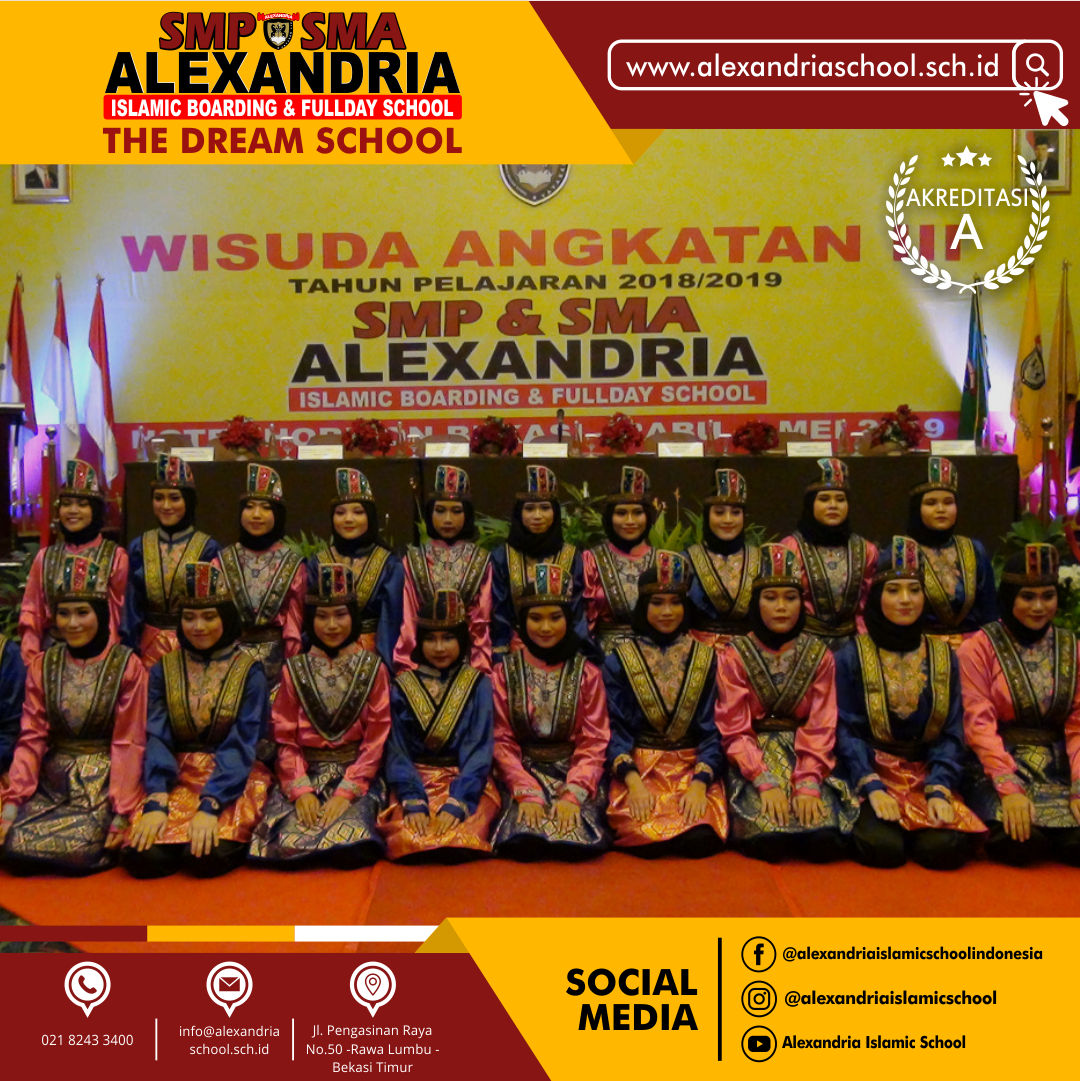 SMP SMA
ALEXANDRIA
ISLAMIC BOARDING & FULLDAY SCHOOL
THE DREAM SCHOOL
www.alexandriaschool.sch.id
AKREDITASI
A
WISUDA ANGKATAN
TAHUN PELAJARAN 2018/2019
SMP & SMA
ALEXANDRIA
ISLAMIC BOARDING & FULLDAY SCHOOL
MEI 2019
021 8243 3400
info@alexandria
school.sch.id
Jl. Pengasinan Raya
No.50 -Rawa Lumbu -
Bekasi Timur
SOCIAL
MEDIA
@alexandriaislamicschoolindonesia
@alexandriaislamicschool
Alexandria Islamic School